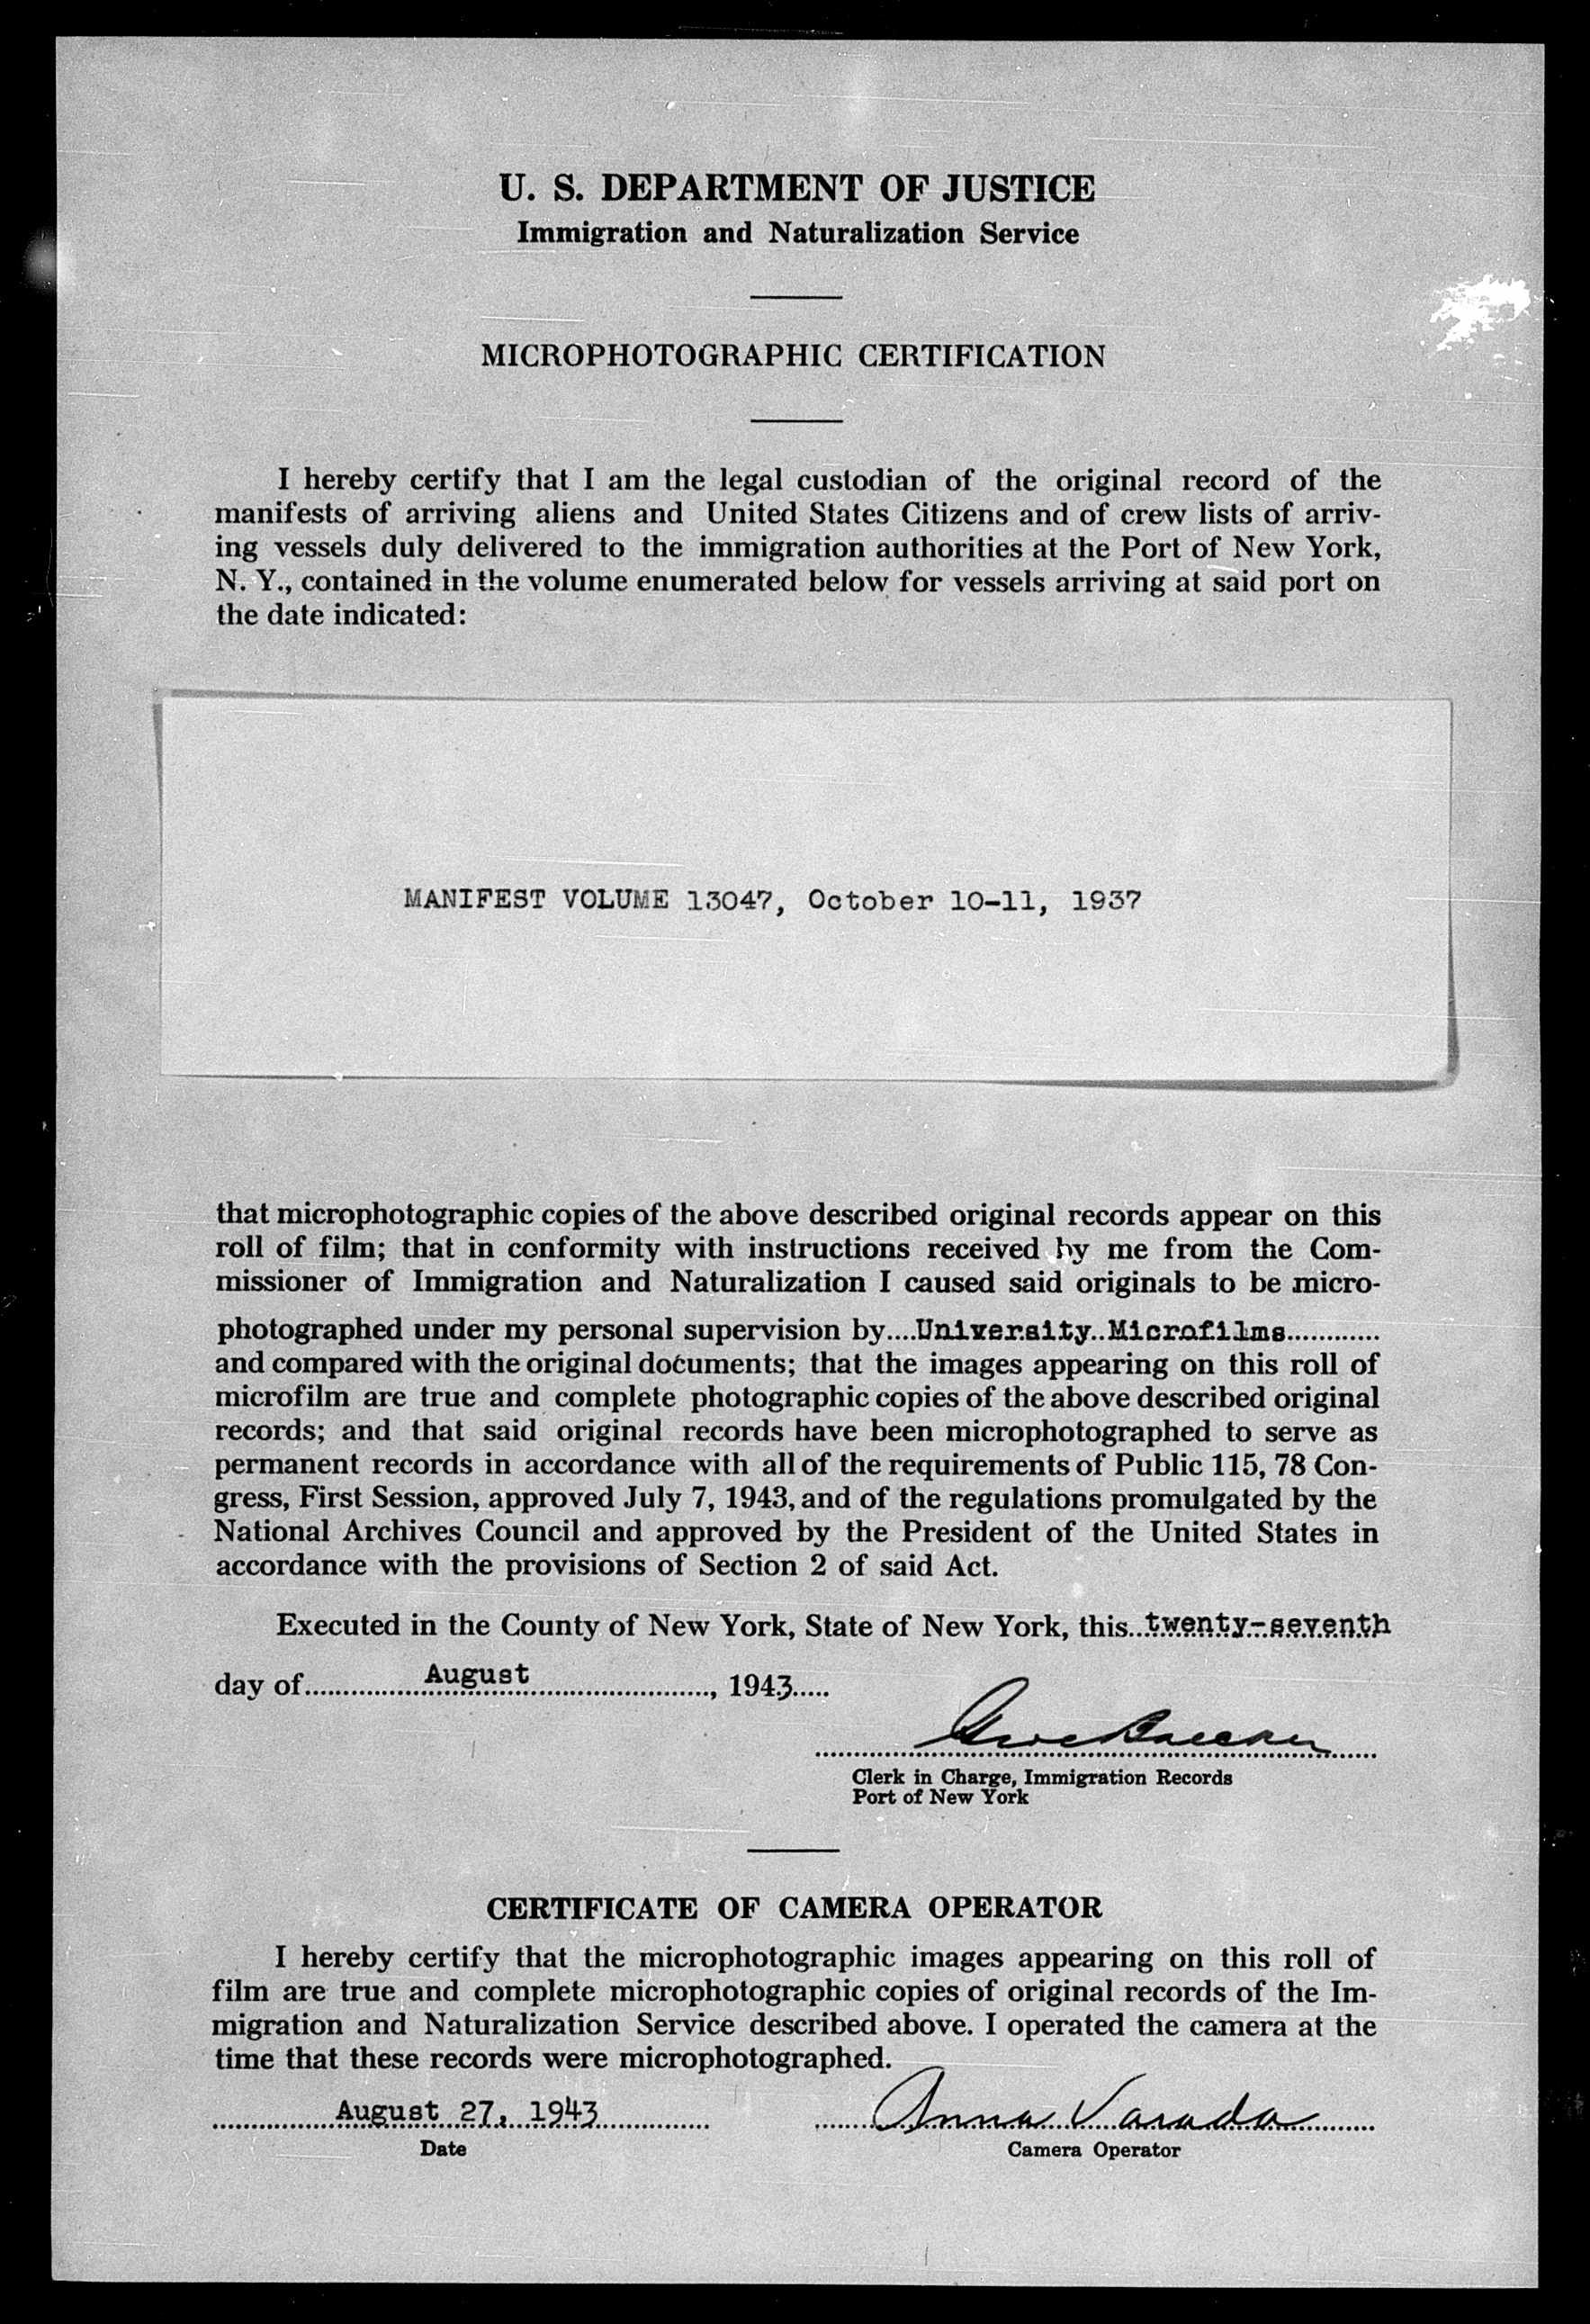 U. S. DEPARTMENT OF JUSTICE
Immigration and Naturalization Service
MICROPHOTOGRAPHIC CERTIFICATION
I hereby certify that I am the legal custodian of the original record of the
manifests of arriving aliens and United States Citizens and of crew lists of arriv-
ing vessels duly delivered to the immigration authorities at the Port of New York,
N. Y., contained in the volume enumerated below for vessels arriving at said port on
the date indicated:
MANIFEST VOLUME 13047, October 10-11, 1937
that microphotographic copies of the above described original records appear on this
roll of film; that in conformity with instructions received by me from the Com-
missioner of Immigration and Naturalization I caused said originals to be micro-
photographed under my personal supervision by....University Microfilms............
and compared with the original documents; that the images appearing on this roll of
microfilm are true and complete photographic copies of the above described original
records; and that said original records have been microphotographed to serve as
permanent records in accordance with all of the requirements of Public 115, 78 Con-
gress, First Session, approved July 7, 1943, and of the regulations promulgated by the
National Archives Council and approved by the President of the United States in
accordance with the provisions of Section 2 of said Act.
Executed in the County of New York, State of New York, this..twenty-seventh
day of................August........................, 1943.....
Clerk in Charge, Immigration Records
Port of New York
CERTIFICATE OF CAMERA OPERATOR
I hereby certify that the microphotographic images appearing on this roll of
film are true and complete microphotographic copies of original records of the Im-
migration and Naturalization Service described above. I operated the camera at the
time that these records were microphotographed.
August 27, 1943 Anna Varada
Date Camera Operator